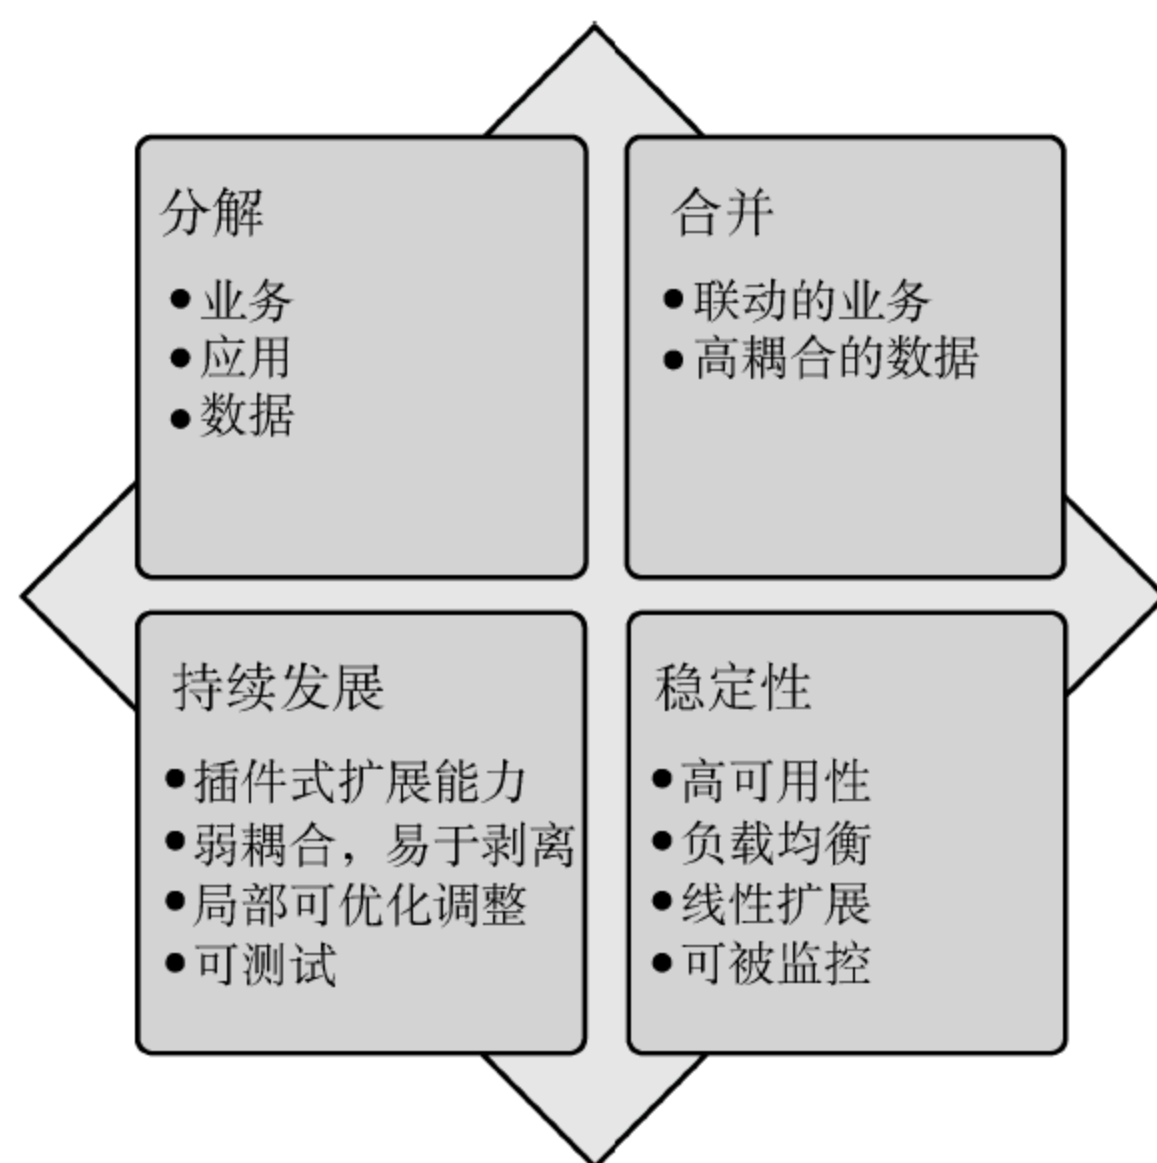 分解
●业务
●应用
●数据
合并
●联动的业务
●高耦合的数据
持续发展
●插件式扩展能力
●弱耦合，易于剥离
●局部可优化调整
●可测试
稳定性
●高可用性
●负载均衡
●线性扩展
●可被监控